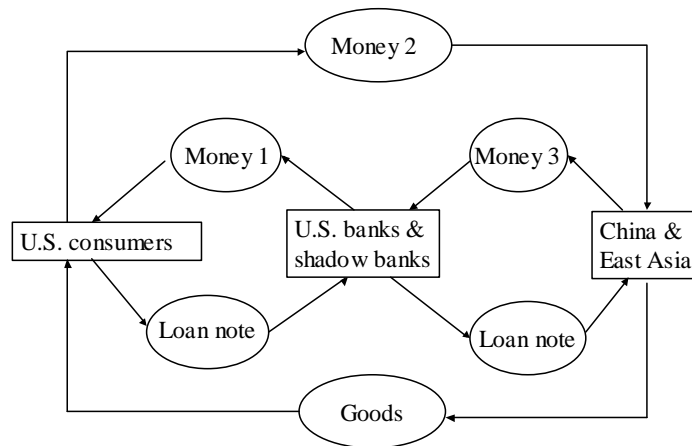 Money 2
Money 1
Money 3
U.S. consumers
U.S. banks &
shadow banks
China &
East Asia
Loan note
Loan note
Goods